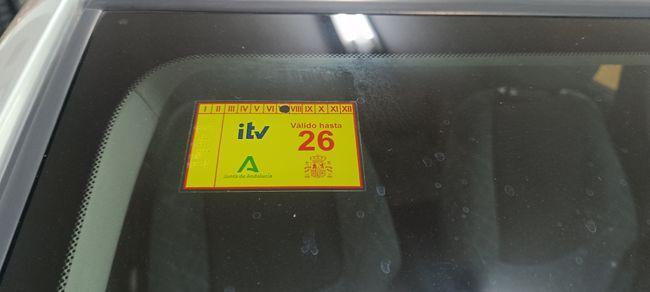 I II III IV V VI VIII IX X XI XII
itv
Válido hasta
26
Junta de Andalucía